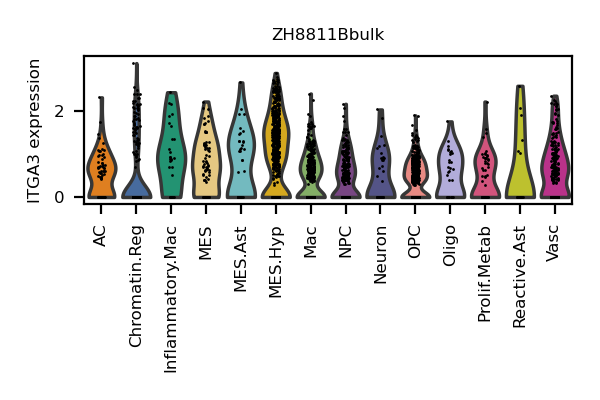 ZH8811Bbulk
ITGA3 expression
2
0
AC
Chromatin.Reg
Inflammatory.Mac
MES
MES.Ast
MES.Hyp
Mac
NPC
Neuron
OPC
Oligo
Prolif.Metab
Reactive.Ast
Vasc